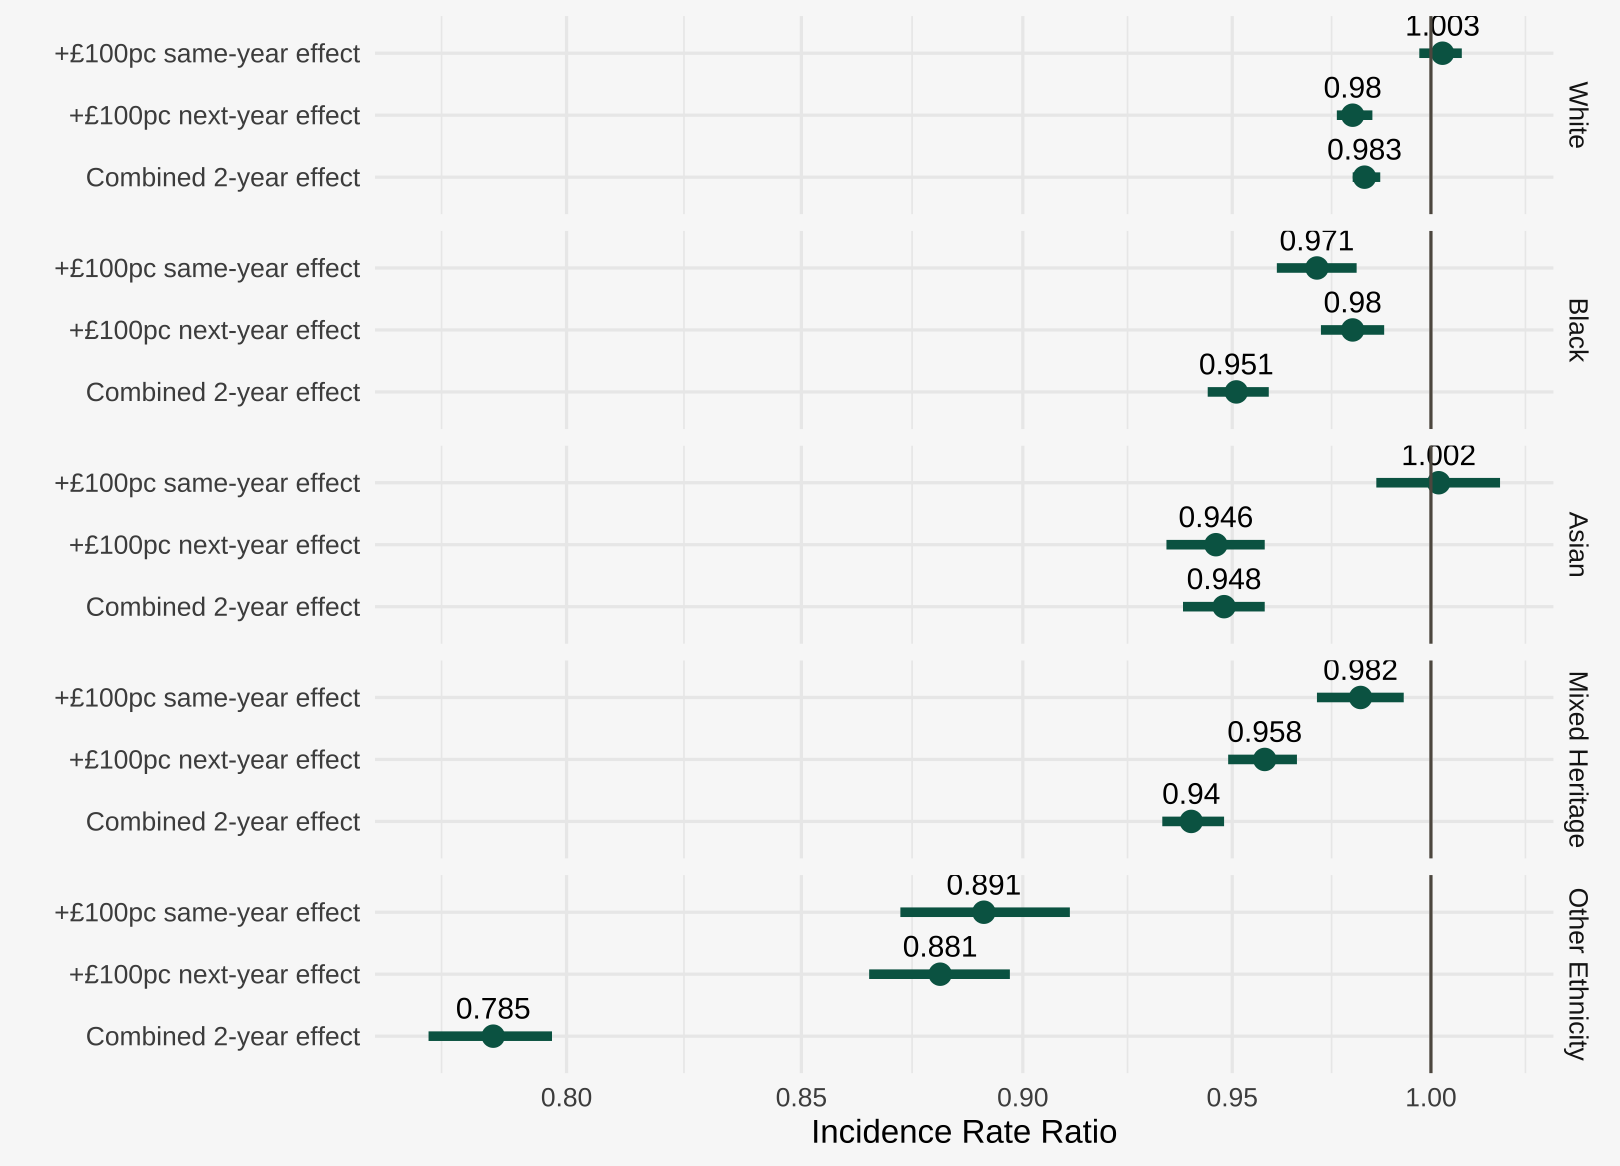 1.003
+£100pc same-year effect
0.98
+£100pc next-year effect
0.983
Combined 2-year effect
White
0.971
+£100pc same-year effect
0.98
+£100pc next-year effect
0.951
Combined 2-year effect
Black
1.002
+£100pc same-year effect
0.946
+£100pc next-year effect
0.948
Combined 2-year effect
Asian
0.982
+£100pc same-year effect
0.958
+£100pc next-year effect
0.94
Combined 2-year effect
Mixed Heritage
0.891
+£100pc same-year effect
0.881
+£100pc next-year effect
0.785
Combined 2-year effect
Other Ethnicity
0.80 0.85 0.90 0.95 1.00
Incidence Rate Ratio